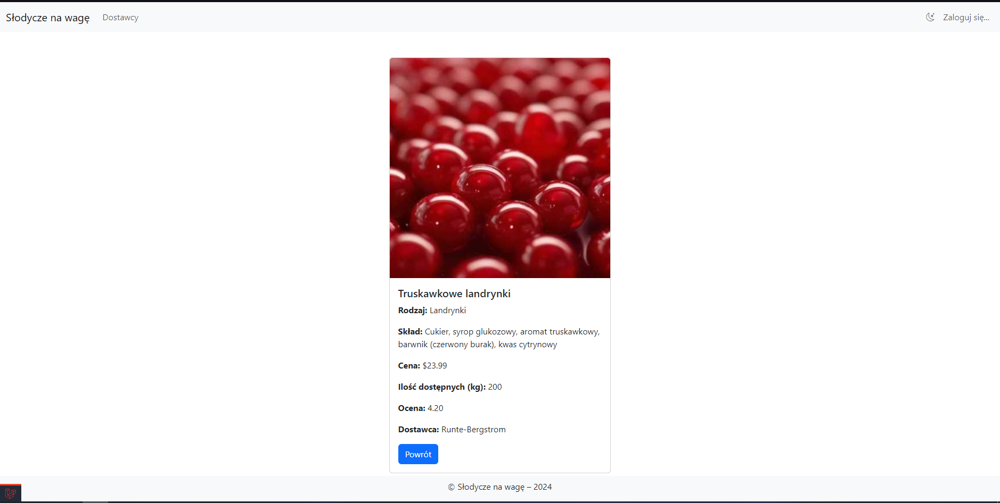 Słodycze na wagę Dostawcy Zaloguj się...
Truskawkowe landrynki
Rodzaj: Landrynki
Skład: Cukier, syrop glukozowy, aromat truskawkowy,
barwnik (czerwony burak), kwas cytrynowy
Cena: $23.99
Ilość dostępnych (kg): 200
Ocena: 4.20
Dostawca: Runte-Bergstrom
Powrót
© Słodycze na wagę – 2024